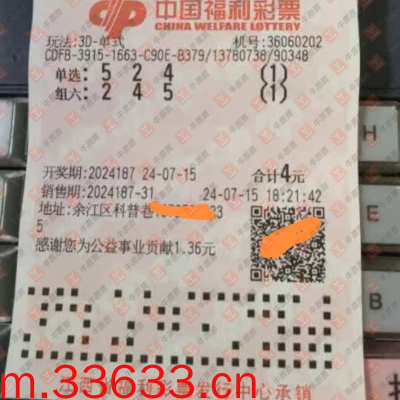 中国福利彩票
CHINA WELFARE LOTTERY
玩法:3D-单式 机号:36060202
CDFB-3915-1663-C90E-B379/13780738/90348
单选: 5 2 4 (1)
组六: 2 4 5 (1)
开奖期:2024187 24-07-15 合计4元
销售期:2024187-31 24-07-15 18:21:42
地址:余江区科普巷
5
感谢您为公益事业贡献1.36元
H
B
m.33633.cn